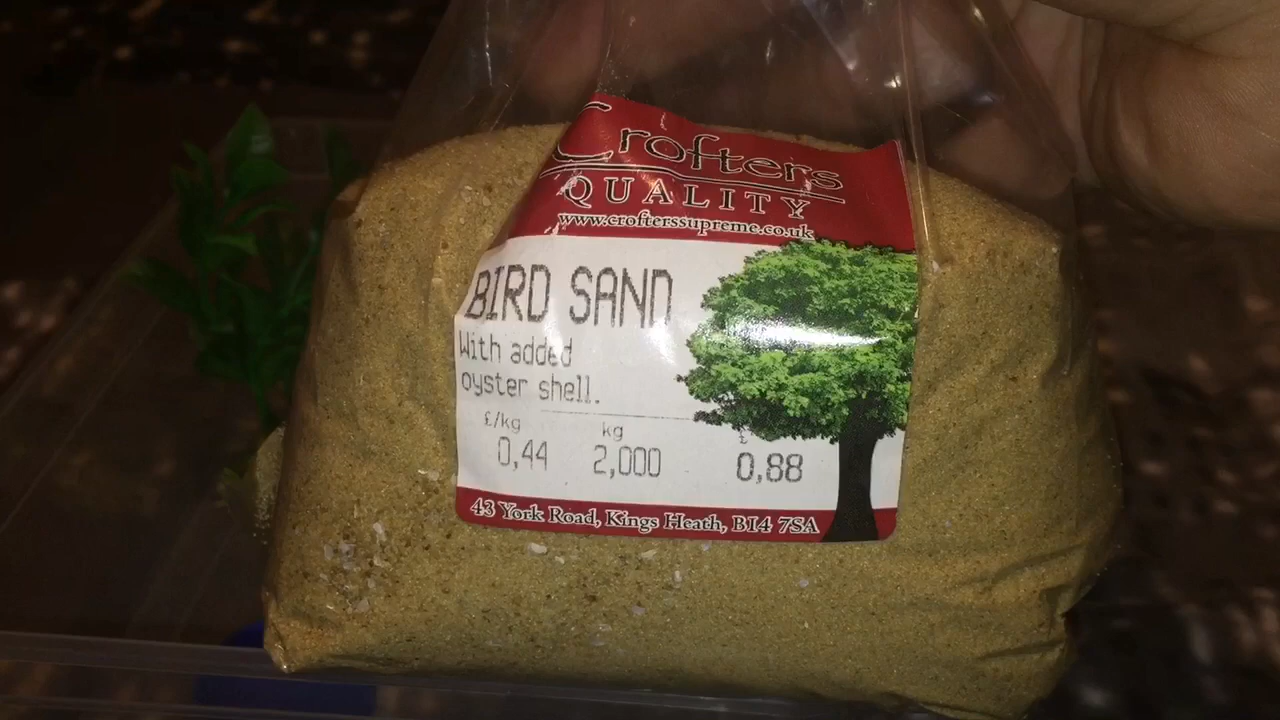 Crofters
QUALITY
www.crofterssupreme.co.uk
BIRD SAND
With added
oyster shell.
£/kg kg £
0,44 2,000 0,88
43 York Road, Kings Heath, B14 7SA